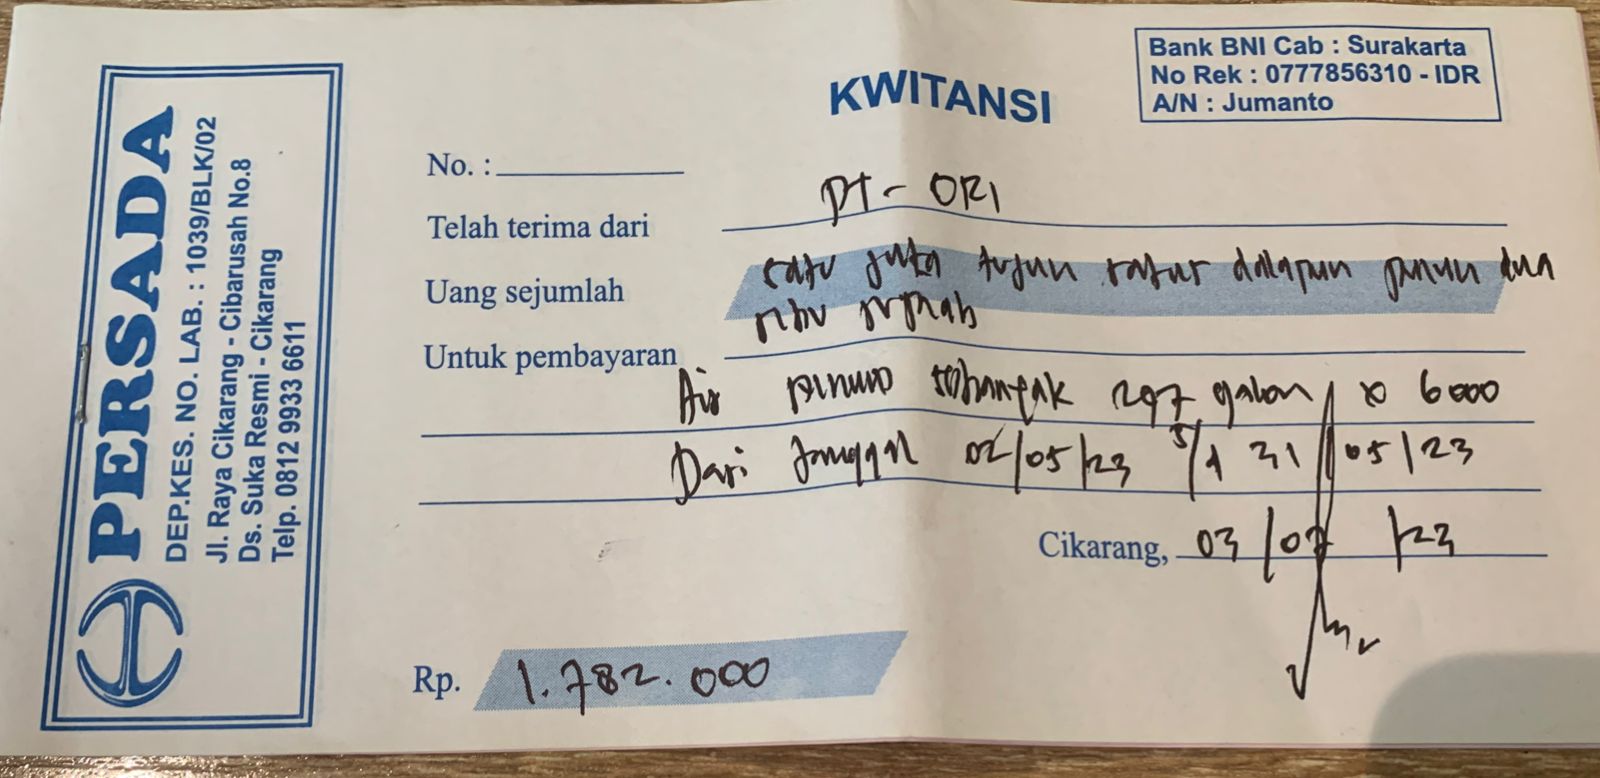 PERSADA
DEP.KES. NO. LAB. : 1039/BLK/02
Jl. Raya Cikarang - Cibarusah No.8
Ds. Suka Resmi - Cikarang
Telp. 0812 9933 6611
KWITANSI
Bank BNI Cab : Surakarta
No Rek : 0777856310 - IDR
A/N : Jumanto
No. :
Telah terima dari PT - ORI
Uang sejumlah satu juta tujuh ratus delapan puluh dua
ribu rupiah
Untuk pembayaran
Air minum sebanyak 297 galon x 6000
Dari tanggal 02/05/23 s/d 31/05/23
Cikarang, 03/07/23
Rp. 1.782.000